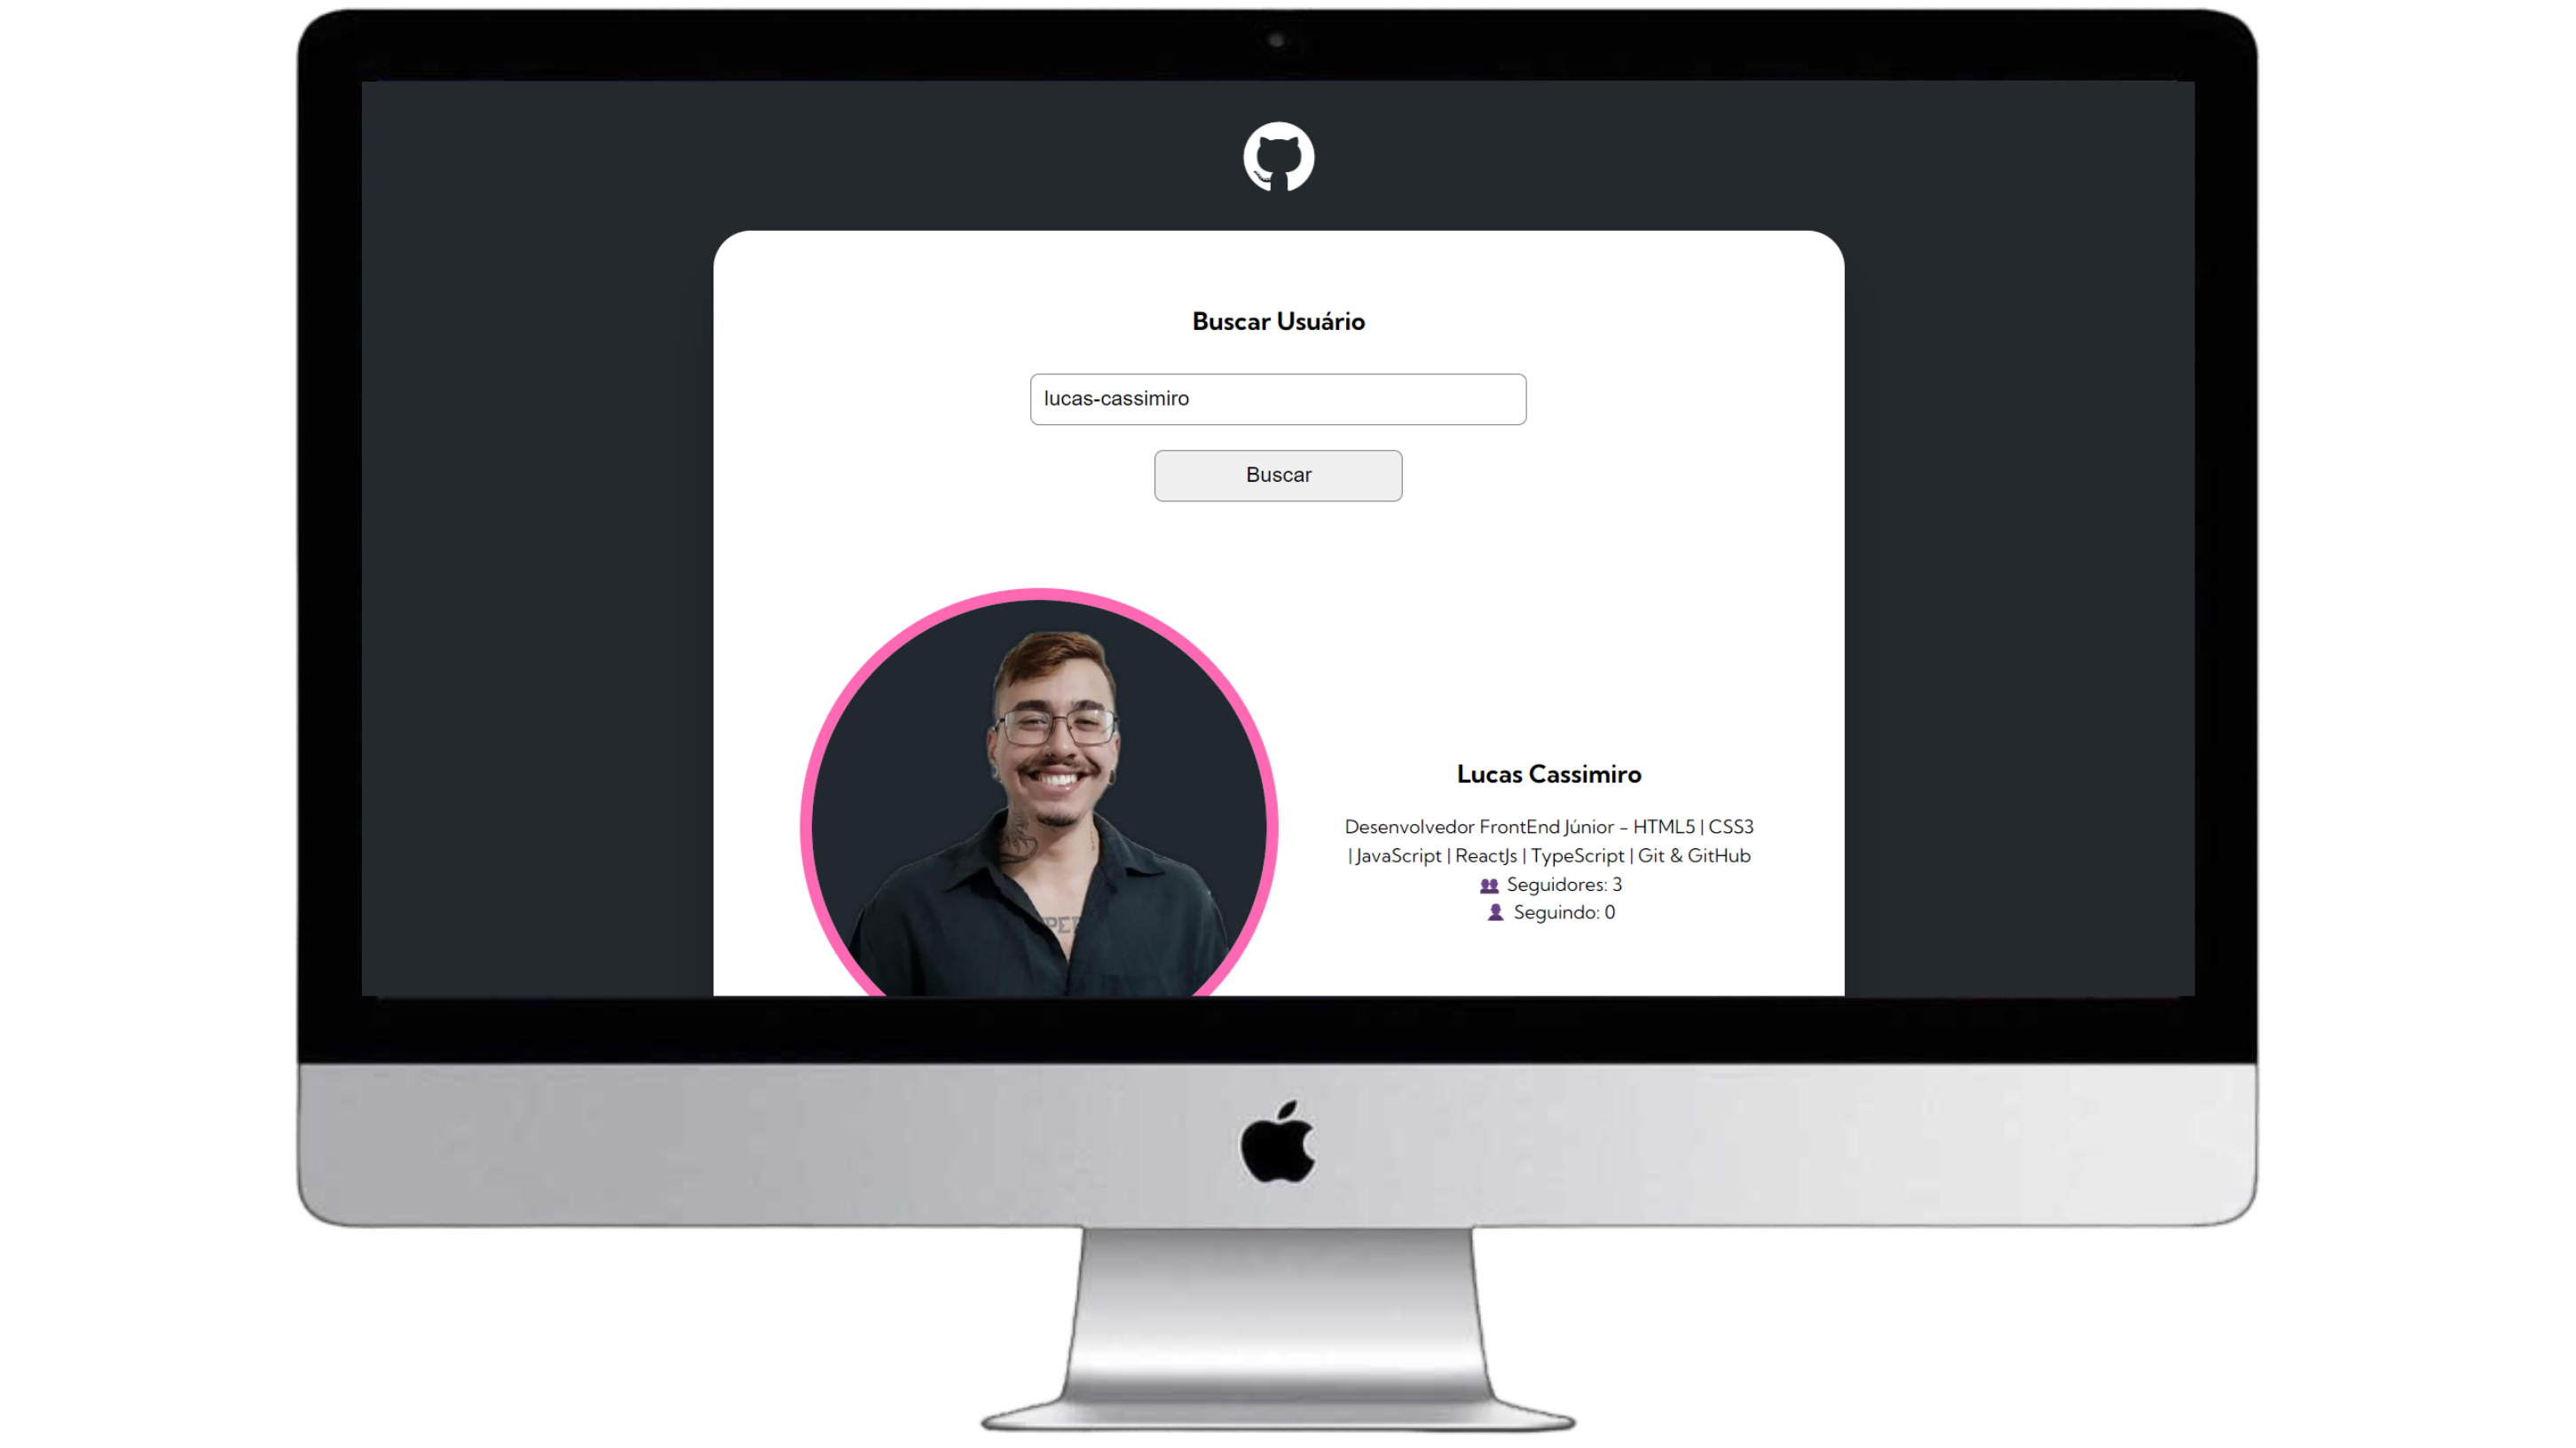 Buscar Usuário
lucas-cassimiro
Buscar
Lucas Cassimiro
Desenvolvedor FrontEnd Júnior - HTML5 | CSS3
| JavaScript | ReactJs | TypeScript | Git & GitHub
Seguidores: 3
Seguindo: 0